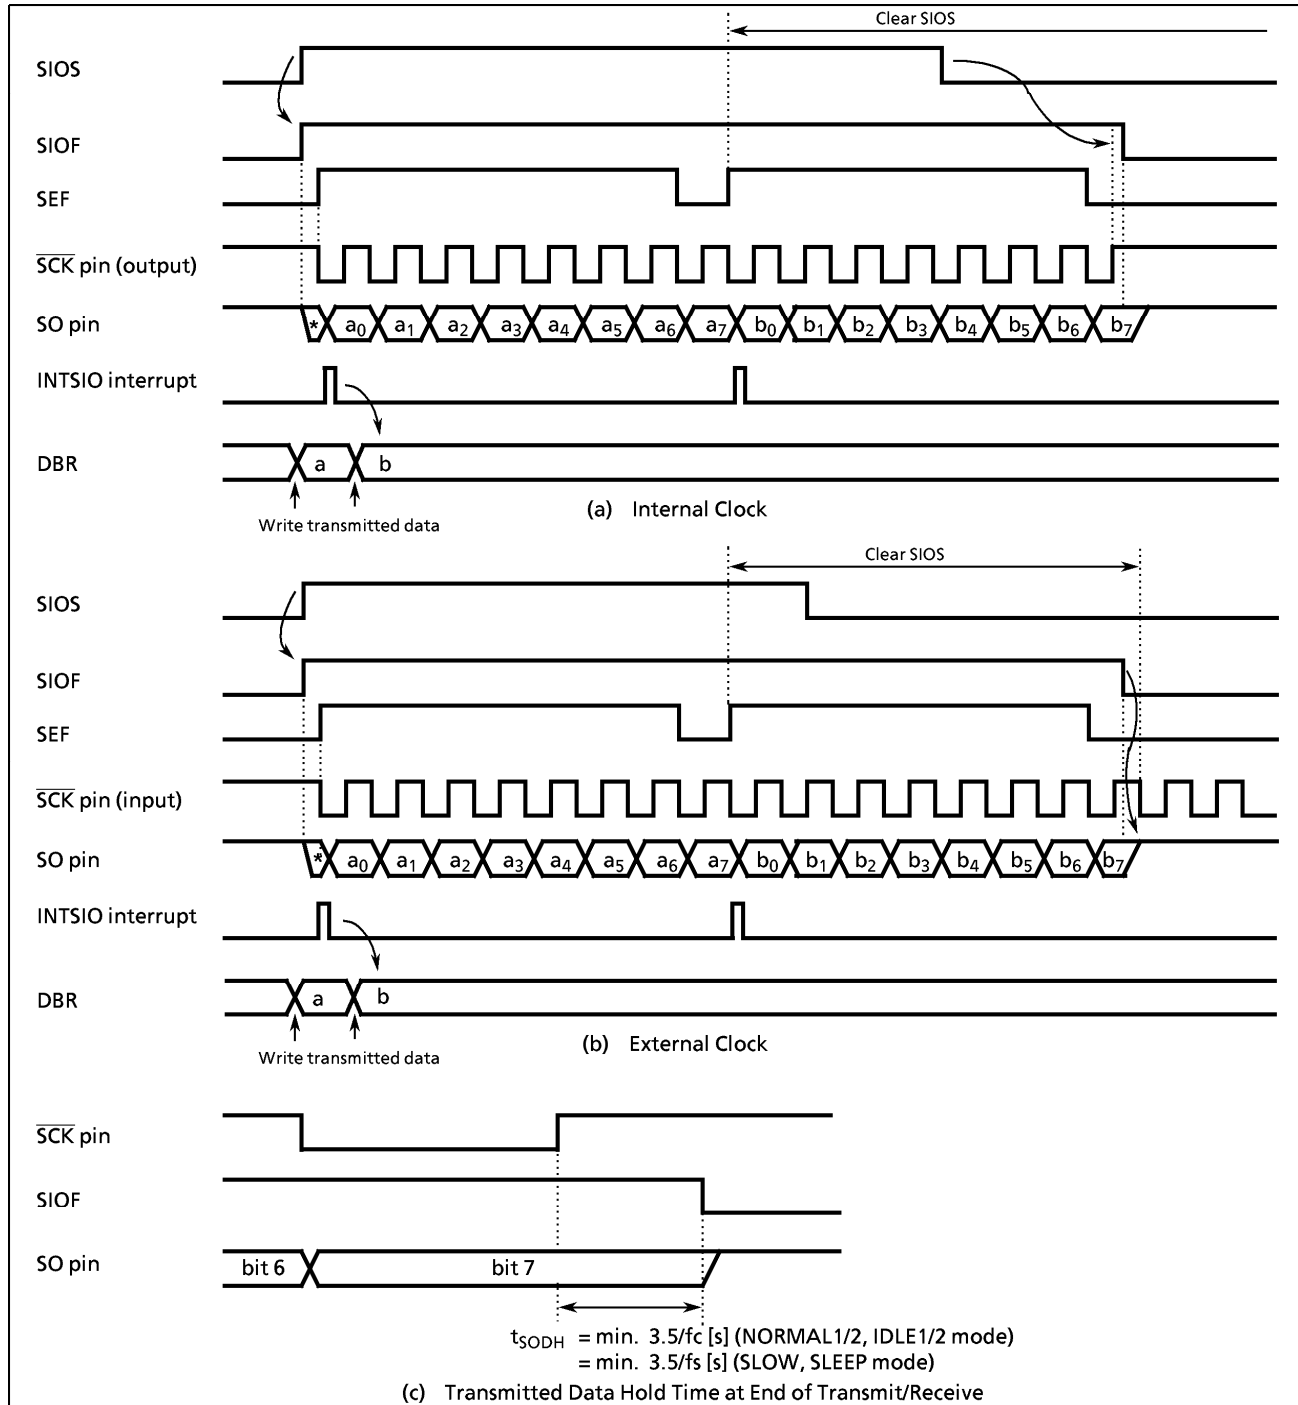 Clear SIOS
SIOS
SIOF
SEF
SCK pin (output)
SO pin * a0 a1 a2 a3 a4 a5 a6 a7 b0 b1 b2 b3 b4 b5 b6 b7
INTSIO interrupt
DBR a b
Write transmitted data
(a) Internal Clock
Clear SIOS
SIOS
SIOF
SEF
SCK pin (input)
SO pin * a0 a1 a2 a3 a4 a5 a6 a7 b0 b1 b2 b3 b4 b5 b6 b7
INTSIO interrupt
DBR a b
Write transmitted data
(b) External Clock
SCK pin
SIOF
SO pin bit 6 bit 7
tSODH = min. 3.5/fc [s] (NORMAL1/2, IDLE1/2 mode)
= min. 3.5/fs [s] (SLOW, SLEEP mode)
(c) Transmitted Data Hold Time at End of Transmit/Receive